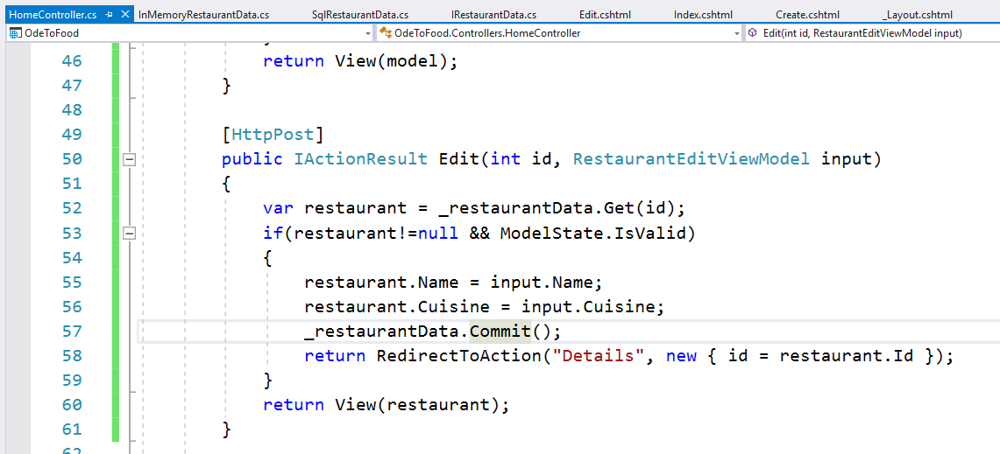 HomeController.cs InMemoryRestaurantData.cs SqlRestaurantData.cs IRestaurantData.cs Edit.cshtml Index.cshtml Create.cshtml _Layout.cshtml
OdeToFood OdeToFood.Controllers.HomeController Edit(int id, RestaurantEditViewModel input)
46 return View(model);
47 }
48
49 [HttpPost]
50 public IActionResult Edit(int id, RestaurantEditViewModel input)
51 {
52 var restaurant = _restaurantData.Get(id);
53 if(restaurant!=null && ModelState.IsValid)
54 {
55 restaurant.Name = input.Name;
56 restaurant.Cuisine = input.Cuisine;
57 _restaurantData.Commit();
58 return RedirectToAction("Details", new { id = restaurant.Id });
59 }
60 return View(restaurant);
61 }
62